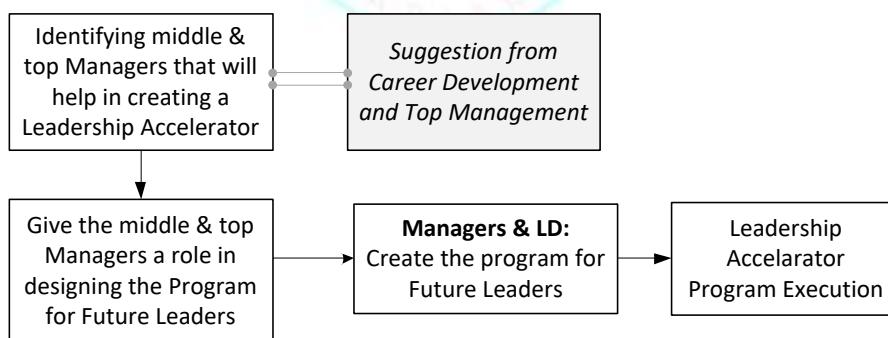 Identifying middle &
top Managers that will
help in creating a
Leadership Accelerator
Suggestion from
Career Development
and Top Management
Give the middle & top
Managers a role in
designing the Program
for Future Leaders
Managers & LD:
Create the program for
Future Leaders
Leadership
Accelarator
Program Execution